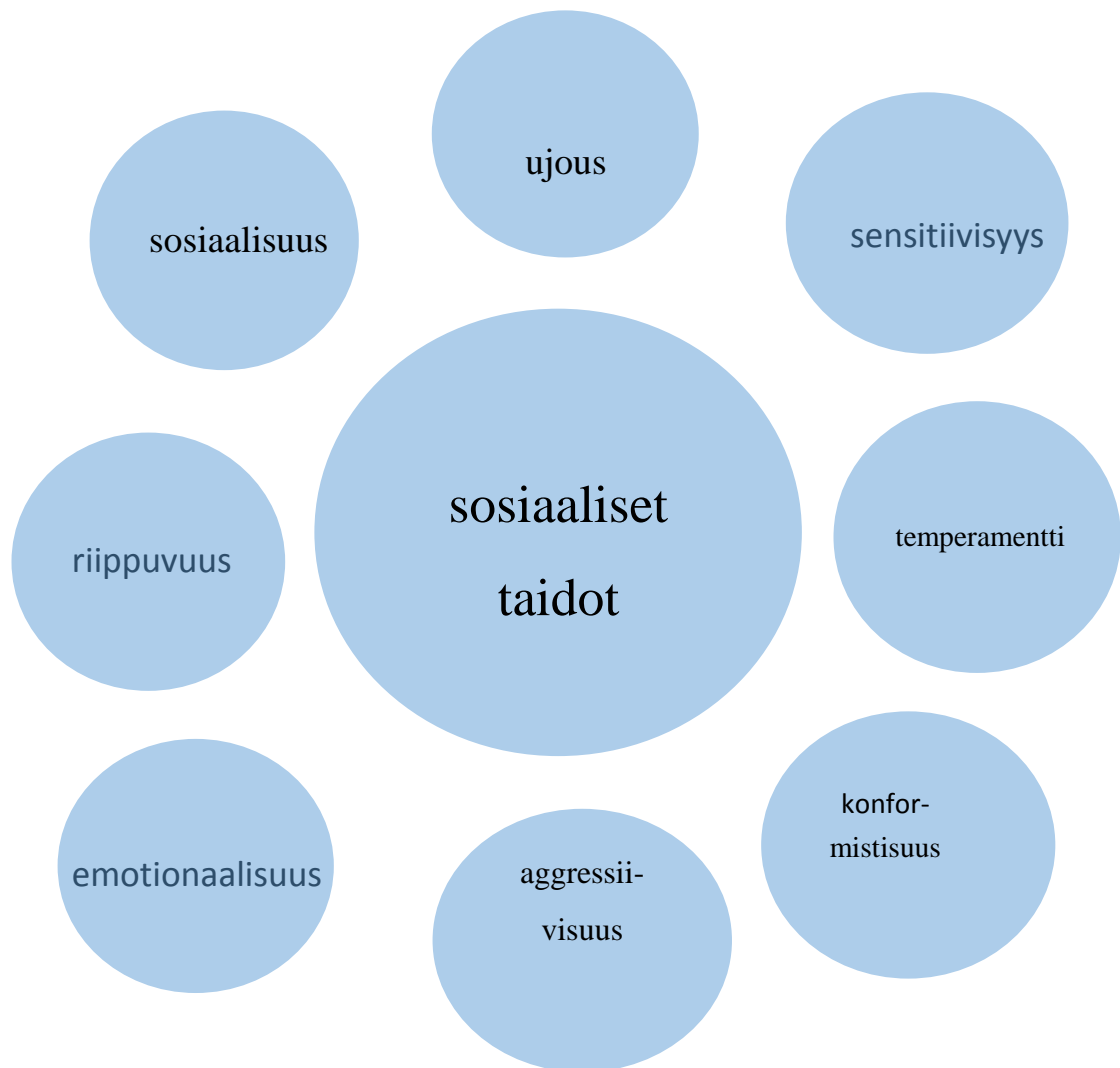 ujous
sensitiivisyys
sosiaalisuus
sosiaaliset
taidot
temperamentti
riippuvuus
konfor-
mistisuus
emotionaalisuus
aggressii-
visuus